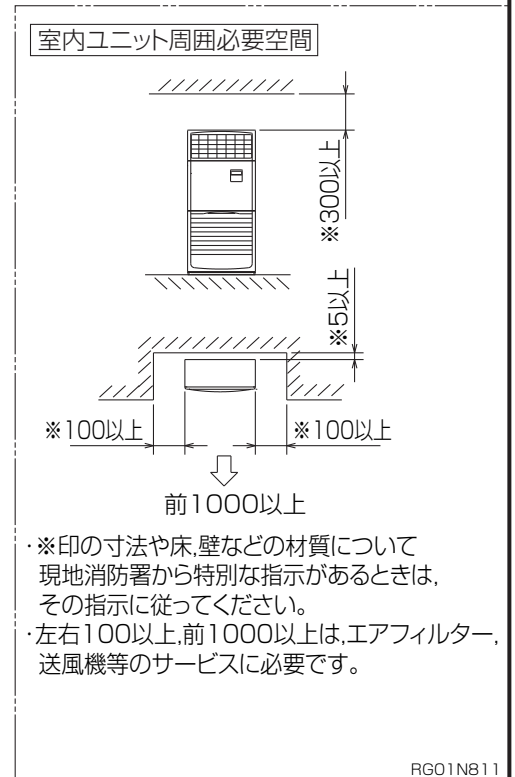 室内ユニット周囲必要空間
※300以上
※5以上
※100以上
※100以上
前1000以上
・※印の寸法や床,壁などの材質について
現地消防署から特別な指示があるときは,
その指示に従ってください。
・左右100以上,前1000以上は,エアフィルター,
送風機等のサービスに必要です。
RG01N811